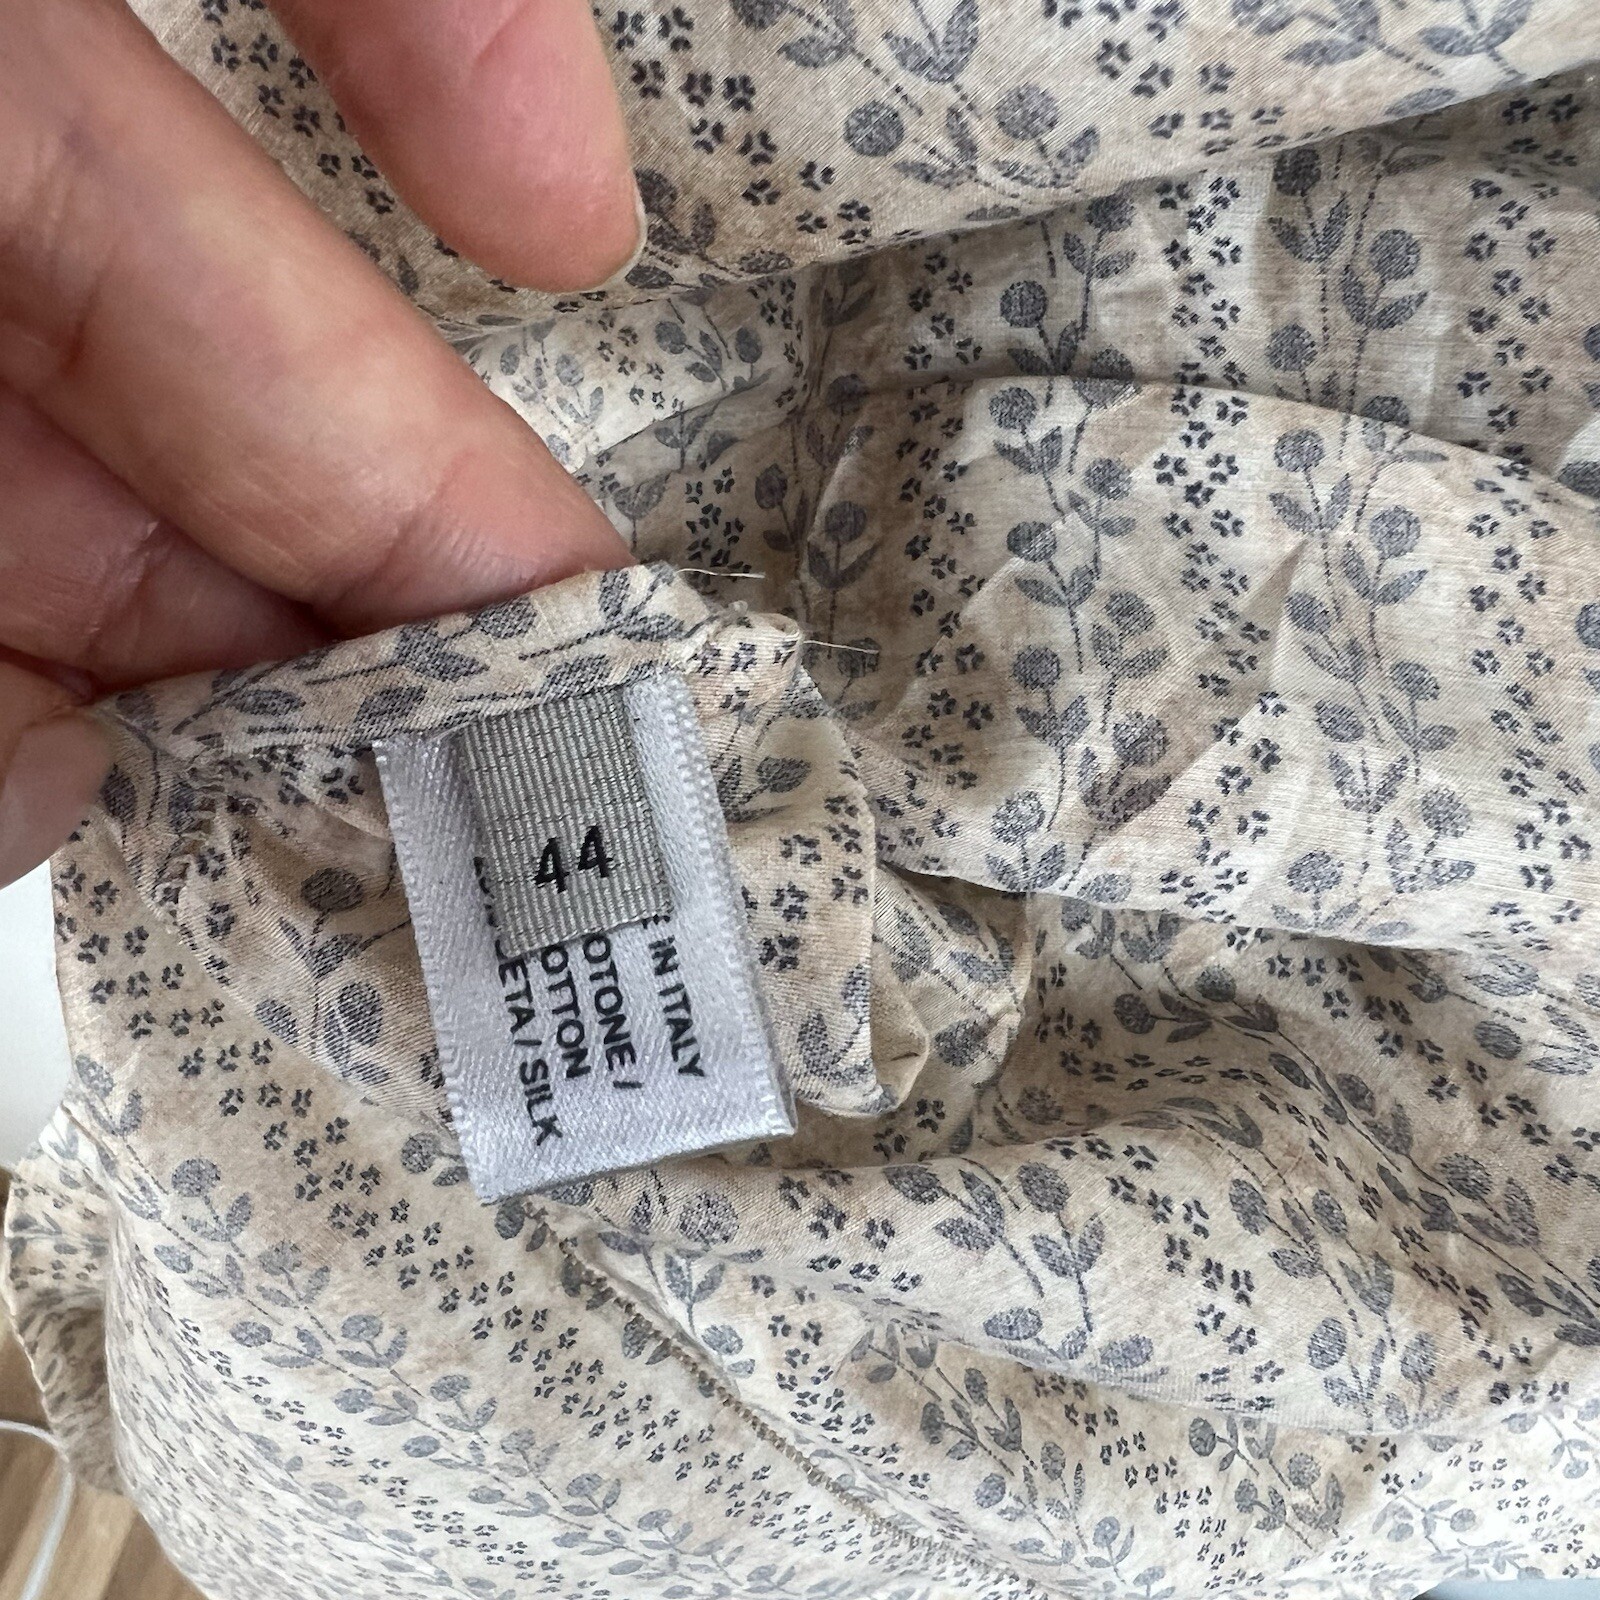 44
E IN ITALY
OTONE /
OTTON
ETA / SILK